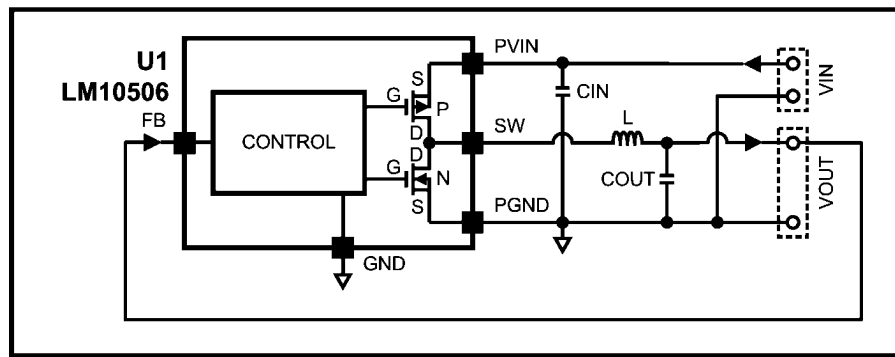 U1
LM10506
FB
CONTROL
G
S
P
D
D
G
N
S
GND
PVIN
SW
PGND
CIN
L
COUT
VIN
VOUT